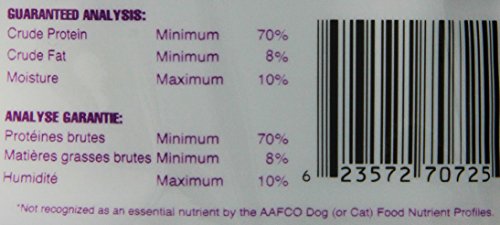 GUARANTEED ANALYSIS:
Crude Protein Minimum 70%
Crude Fat Minimum 8%
Moisture Maximum 10%
ANALYSE GARANTIE:
Protéines brutes Minimum 70%
Matières grasses brutes Minimum 8%
Humidité Maximum 10%
6 23572 70725
*Not recognized as an essential nutrient by the AAFCO Dog (or Cat) Food Nutrient Profiles.